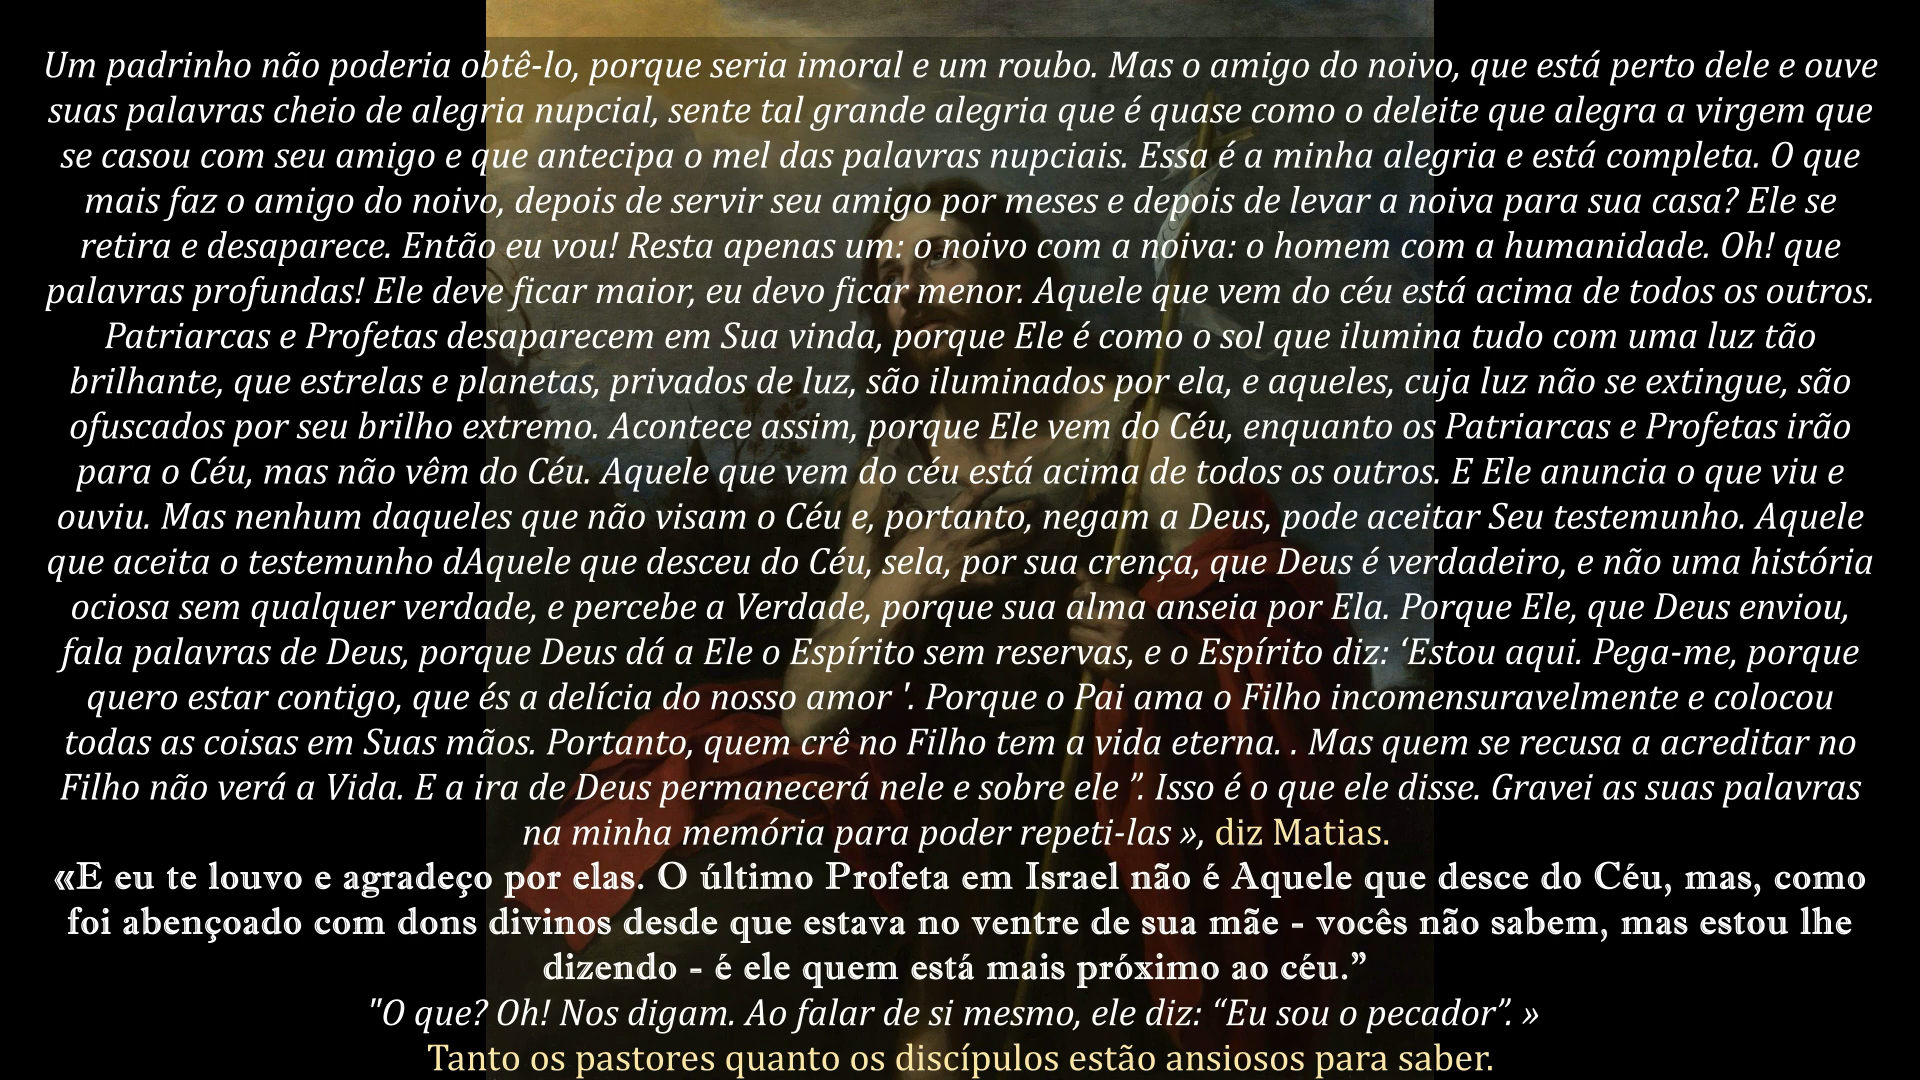 Um padrinho não poderia obtê-lo, porque seria imoral e um roubo. Mas o amigo do noivo, que está perto dele e ouve
suas palavras cheio de alegria nupcial, sente tal grande alegria que é quase como o deleite que alegra a virgem que
se casou com seu amigo e que antecipa o mel das palavras nupciais. Essa é a minha alegria e está completa. O que
mais faz o amigo do noivo, depois de servir seu amigo por meses e depois de levar a noiva para sua casa? Ele se
retira e desaparece. Então eu vou! Resta apenas um: o noivo com a noiva: o homem com a humanidade. Oh! que
palavras profundas! Ele deve ficar maior, eu devo ficar menor. Aquele que vem do céu está acima de todos os outros.
Patriarcas e Profetas desaparecem em Sua vinda, porque Ele é como o sol que ilumina tudo com uma luz tão
brilhante, que estrelas e planetas, privados de luz, são iluminados por ela, e aqueles, cuja luz não se extingue, são
ofuscados por seu brilho extremo. Acontece assim, porque Ele vem do Céu, enquanto os Patriarcas e Profetas irão
para o Céu, mas não vêm do Céu. Aquele que vem do céu está acima de todos os outros. E Ele anuncia o que viu e
ouviu. Mas nenhum daqueles que não visam o Céu e, portanto, negam a Deus, pode aceitar Seu testemunho. Aquele
que aceita o testemunho dAquele que desceu do Céu, sela, por sua crença, que Deus é verdadeiro, e não uma história
ociosa sem qualquer verdade, e percebe a Verdade, porque sua alma anseia por Ela. Porque Ele, que Deus enviou,
fala palavras de Deus, porque Deus dá a Ele o Espírito sem reservas, e o Espírito diz: ‘Estou aqui. Pega-me, porque
quero estar contigo, que és a delícia do nosso amor '. Porque o Pai ama o Filho incomensuravelmente e colocou
todas as coisas em Suas mãos. Portanto, quem crê no Filho tem a vida eterna. . Mas quem se recusa a acreditar no
Filho não verá a Vida. E a ira de Deus permanecerá nele e sobre ele ”. Isso é o que ele disse. Gravei as suas palavras
na minha memória para poder repeti-las », diz Matias.
«E eu te louvo e agradeço por elas. O último Profeta em Israel não é Aquele que desce do Céu, mas, como
foi abençoado com dons divinos desde que estava no ventre de sua mãe - vocês não sabem, mas estou lhe
dizendo - é ele quem está mais próximo ao céu.”
"O que? Oh! Nos digam. Ao falar de si mesmo, ele diz: “Eu sou o pecador”. »
Tanto os pastores quanto os discípulos estão ansiosos para saber.